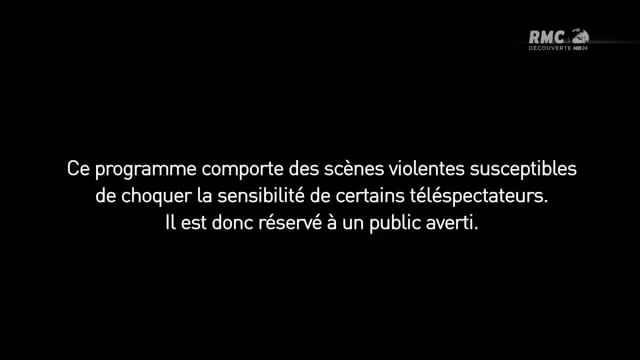 RMC
DÉCOUVERTE HD24
Ce programme comporte des scènes violentes susceptibles
de choquer la sensibilité de certains téléspectateurs.
Il est donc réservé à un public averti.